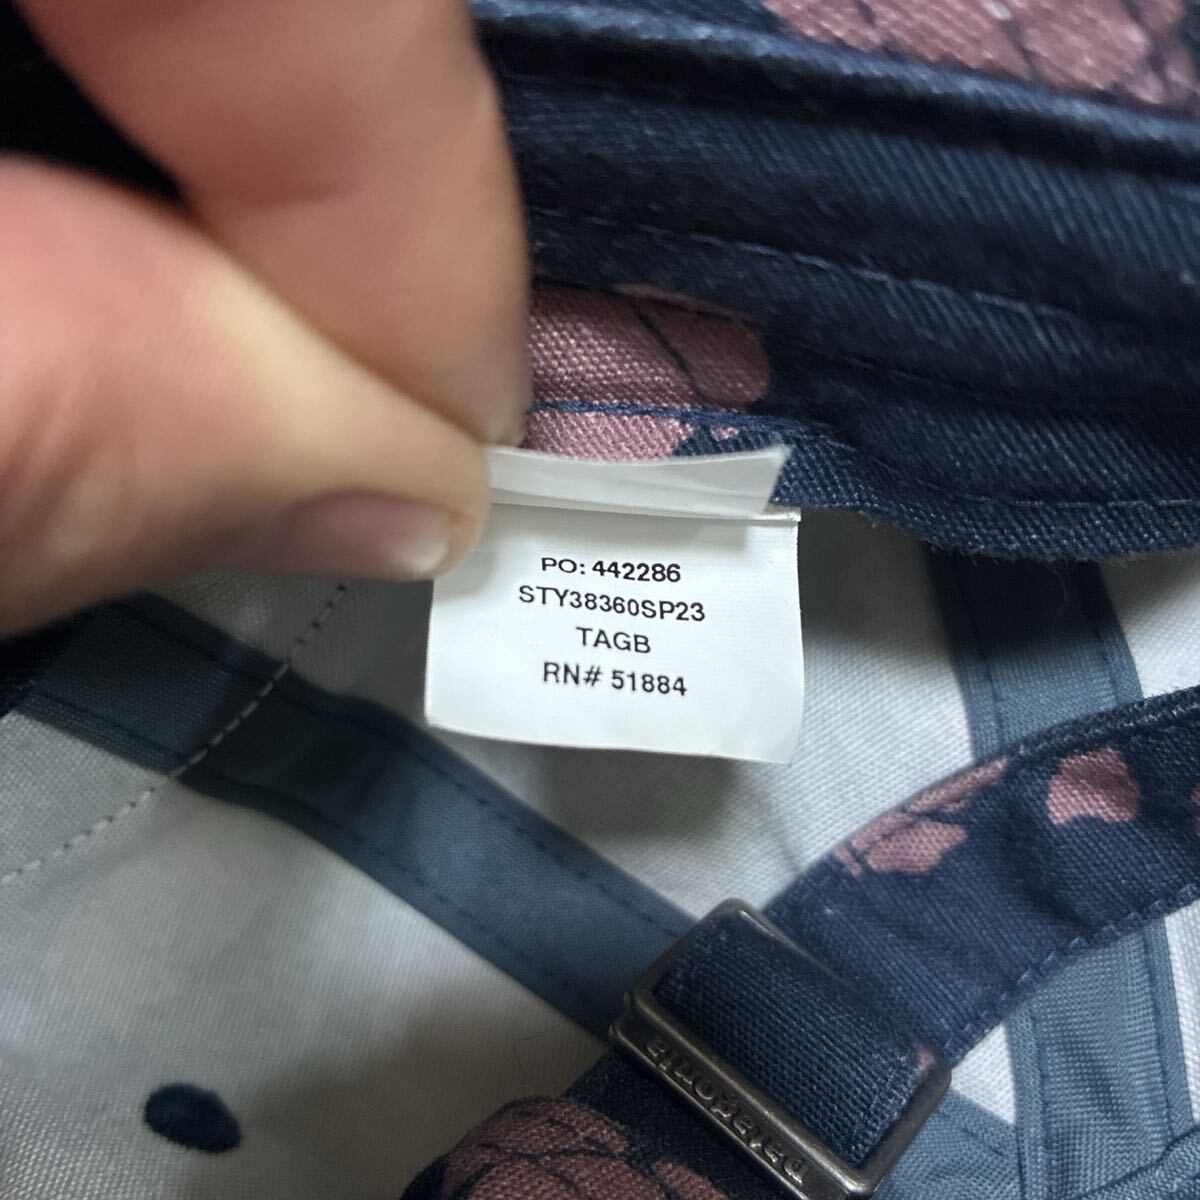 PO: 442286
STY38360SP23
TAGB
RN# 51884
patagonia